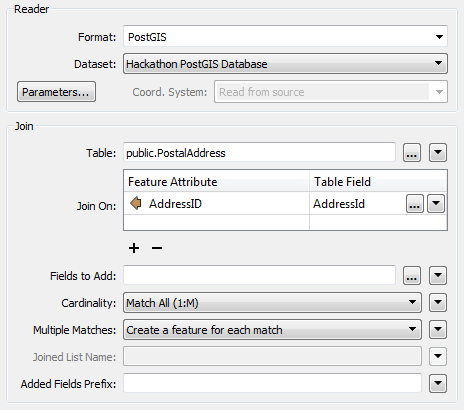 Reader
Format: PostGIS
Dataset: Hackathon PostGIS Database
Parameters... Coord. System: Read from source
Join
Table: public.PostalAddress ...
Feature Attribute Table Field
Join On: AddressID AddressId ...
+ −
Fields to Add: ...
Cardinality: Match All (1:M)
Multiple Matches: Create a feature for each match
Joined List Name:
Added Fields Prefix: